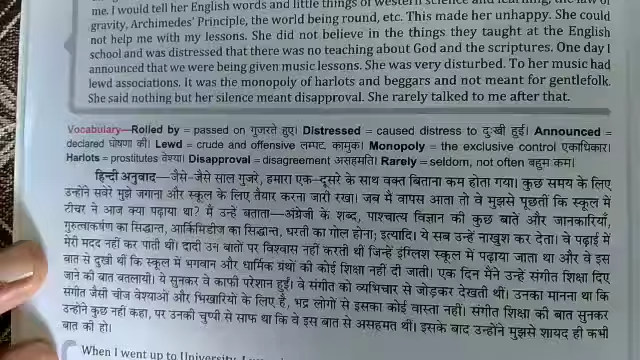 me. I would tell her English words and little things of western science and learning, the law of
gravity, Archimedes' Principle, the world being round, etc. This made her unhappy. She could
not help me with my lessons. She did not believe in the things they taught at the English
school and was distressed that there was no teaching about God and the scriptures. One day I
announced that we were being given music lessons. She was very disturbed. To her music had
lewd associations. It was the monopoly of harlots and beggars and not meant for gentlefolk.
She said nothing but her silence meant disapproval. She rarely talked to me after that.
Vocabulary—Rolled by = passed on गुजरते हुए। Distressed = caused distress to दुःखी हुई। Announced =
declared घोषणा की। Lewd = crude and offensive लम्पट, कामुक। Monopoly = the exclusive control एकाधिकार।
Harlots = prostitutes वेश्या। Disapproval = disagreement असहमति। Rarely = seldom, not often बहुम कम।
हिन्दी अनुवाद—जैसे-जैसे साल गुजरे, हमारा एक-दूसरे के साथ वक्त बिताना कम होता गया। कुछ समय के लिए
उन्होंने सवेरे मुझे जगाना और स्कूल के लिए तैयार करना जारी रखा। जब मैं वापस आता तो वे मुझसे पूछतीं कि स्कूल में
टीचर ने आज क्या पढ़ाया था? मैं उन्हें बताता—अंग्रेजी के शब्द, पाश्चात्य विज्ञान की कुछ बातें और जानकारियाँ,
गुरुत्वाकर्षण का सिद्धान्त, आर्किमिडीज का सिद्धान्त, धरती का गोल होना; इत्यादि। ये सब उन्हें नाखुश कर देता। वे पढ़ाई में
मेरी मदद नहीं कर पाती थीं। दादी उन बातों पर विश्वास नहीं करती थीं जिन्हें इंग्लिश स्कूल में पढ़ाया जाता था और वे इस
बात से दुखी थीं कि स्कूल में भगवान और धार्मिक ग्रंथों की कोई शिक्षा नहीं दी जाती। एक दिन मैंने उन्हें संगीत शिक्षा दिए
जाने की बात बतलायी। ये सुनकर वे काफी परेशान हुईं। वे संगीत को व्यभिचार से जोड़कर देखती थीं। उनका मानना था कि
संगीत जैसी चीज वेश्याओं और भिखारियों के लिए है, भद्र लोगों से इसका कोई वास्ता नहीं। संगीत शिक्षा की बात सुनकर
उन्होंने कुछ नहीं कहा, पर उनकी चुप्पी से साफ था कि वे इस बात से असहमत थीं। इसके बाद उन्होंने मुझसे शायद ही कभी
बात की हो।
When I went up to University, I